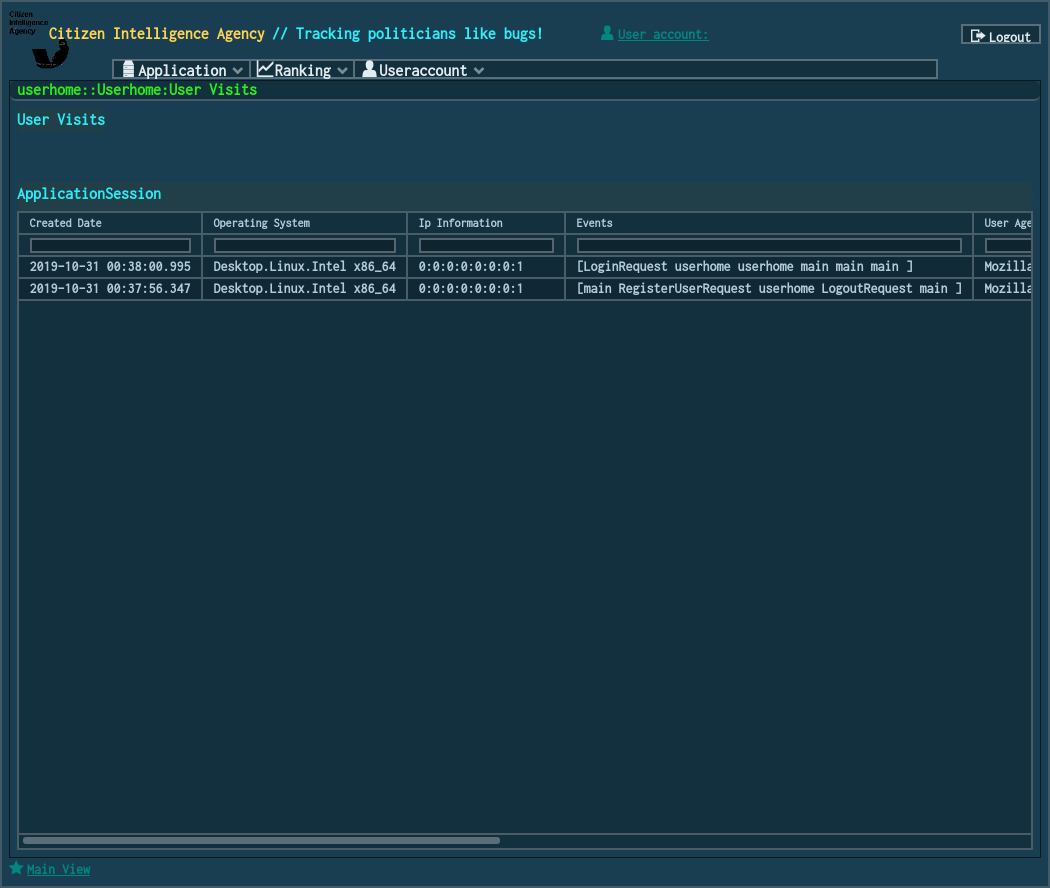 Citizen
Intelligence
Agency
Citizen Intelligence Agency // Tracking politicians like bugs!
User account:
Logout
Application
Ranking
Useraccount
userhome::Userhome:User Visits
User Visits
ApplicationSession
Created Date Operating System Ip Information Events User Age
2019-10-31 00:38:00.995 Desktop.Linux.Intel x86_64 0:0:0:0:0:0:0:1 [LoginRequest userhome userhome main main main ] Mozilla
2019-10-31 00:37:56.347 Desktop.Linux.Intel x86_64 0:0:0:0:0:0:0:1 [main RegisterUserRequest userhome LogoutRequest main ] Mozilla
Main View